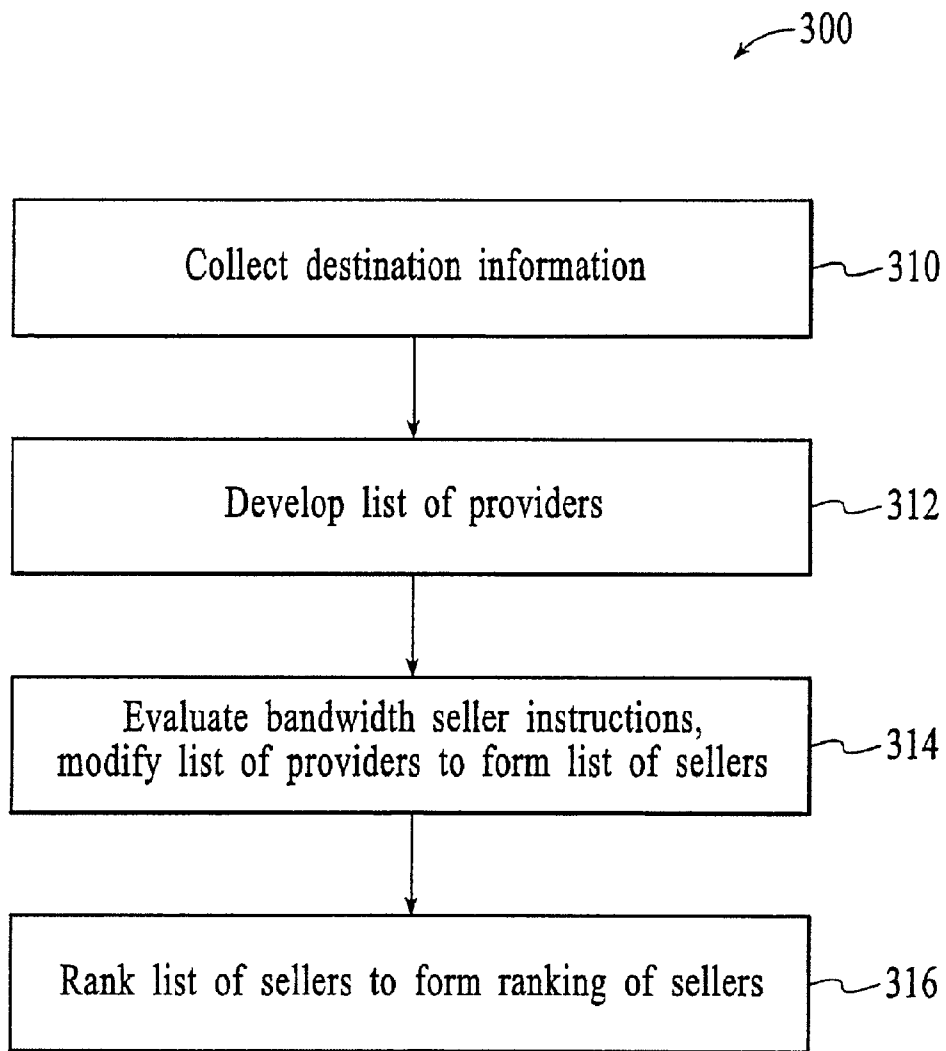 300
Collect destination information
310
Develop list of providers
312
Evaluate bandwidth seller instructions,
modify list of providers to form list of sellers
314
Rank list of sellers to form ranking of sellers
316